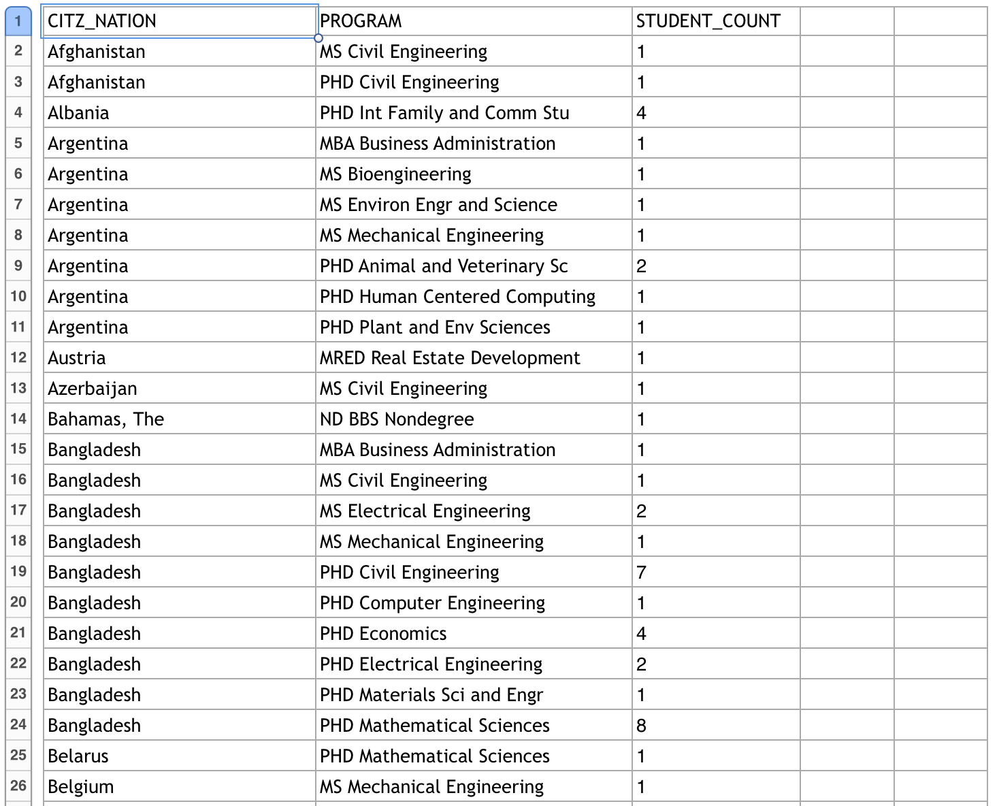 1 CITZ_NATION PROGRAM STUDENT_COUNT
2 Afghanistan MS Civil Engineering 1
3 Afghanistan PHD Civil Engineering 1
4 Albania PHD Int Family and Comm Stu 4
5 Argentina MBA Business Administration 1
6 Argentina MS Bioengineering 1
7 Argentina MS Environ Engr and Science 1
8 Argentina MS Mechanical Engineering 1
9 Argentina PHD Animal and Veterinary Sc 2
10 Argentina PHD Human Centered Computing 1
11 Argentina PHD Plant and Env Sciences 1
12 Austria MRED Real Estate Development 1
13 Azerbaijan MS Civil Engineering 1
14 Bahamas, The ND BBS Nondegree 1
15 Bangladesh MBA Business Administration 1
16 Bangladesh MS Civil Engineering 1
17 Bangladesh MS Electrical Engineering 2
18 Bangladesh MS Mechanical Engineering 1
19 Bangladesh PHD Civil Engineering 7
20 Bangladesh PHD Computer Engineering 1
21 Bangladesh PHD Economics 4
22 Bangladesh PHD Electrical Engineering 2
23 Bangladesh PHD Materials Sci and Engr 1
24 Bangladesh PHD Mathematical Sciences 8
25 Belarus PHD Mathematical Sciences 1
26 Belgium MS Mechanical Engineering 1